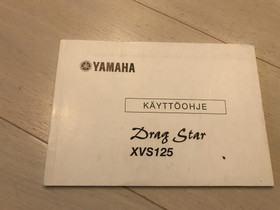 YAMAHA
KÄYTTÖOHJE
Drag Star
XVS125